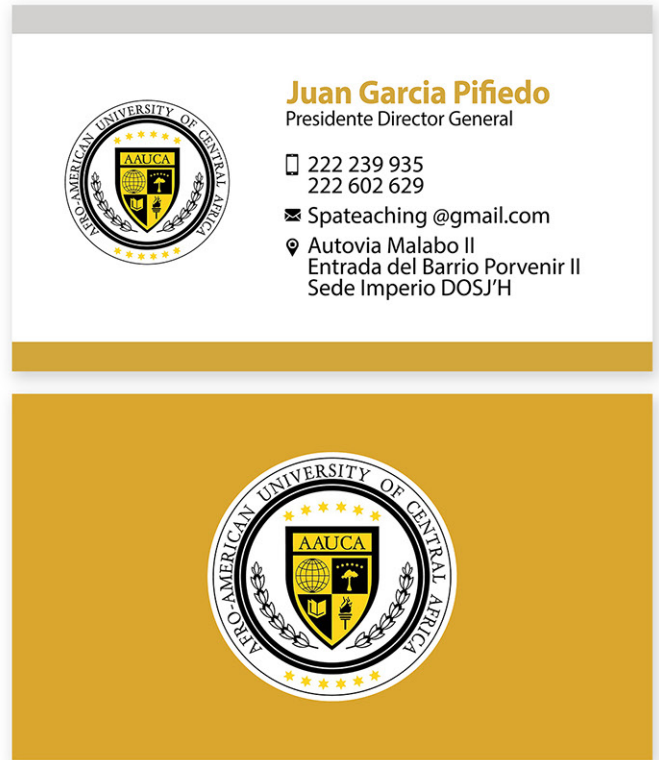 AFRO-AMERICAN UNIVERSITY OF CENTRAL AFRICA
AAUCA
Juan Garcia Pifiedo
Presidente Director General
222 239 935
222 602 629
Spateaching @gmail.com
Autovia Malabo II
Entrada del Barrio Porvenir II
Sede Imperio DOSJ'H
AFRO-AMERICAN UNIVERSITY OF CENTRAL AFRICA
AAUCA